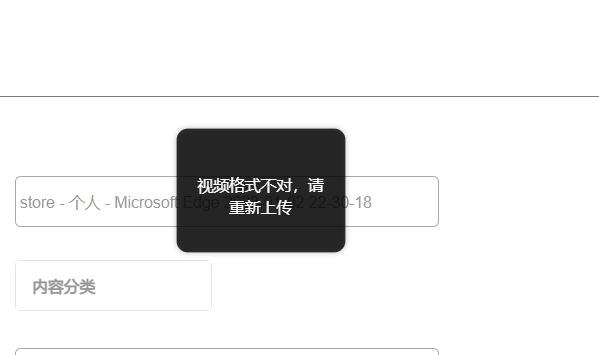 视频格式不对，请
重新上传
store - 个人 - Microsoft Edge 22-30-18
内容分类